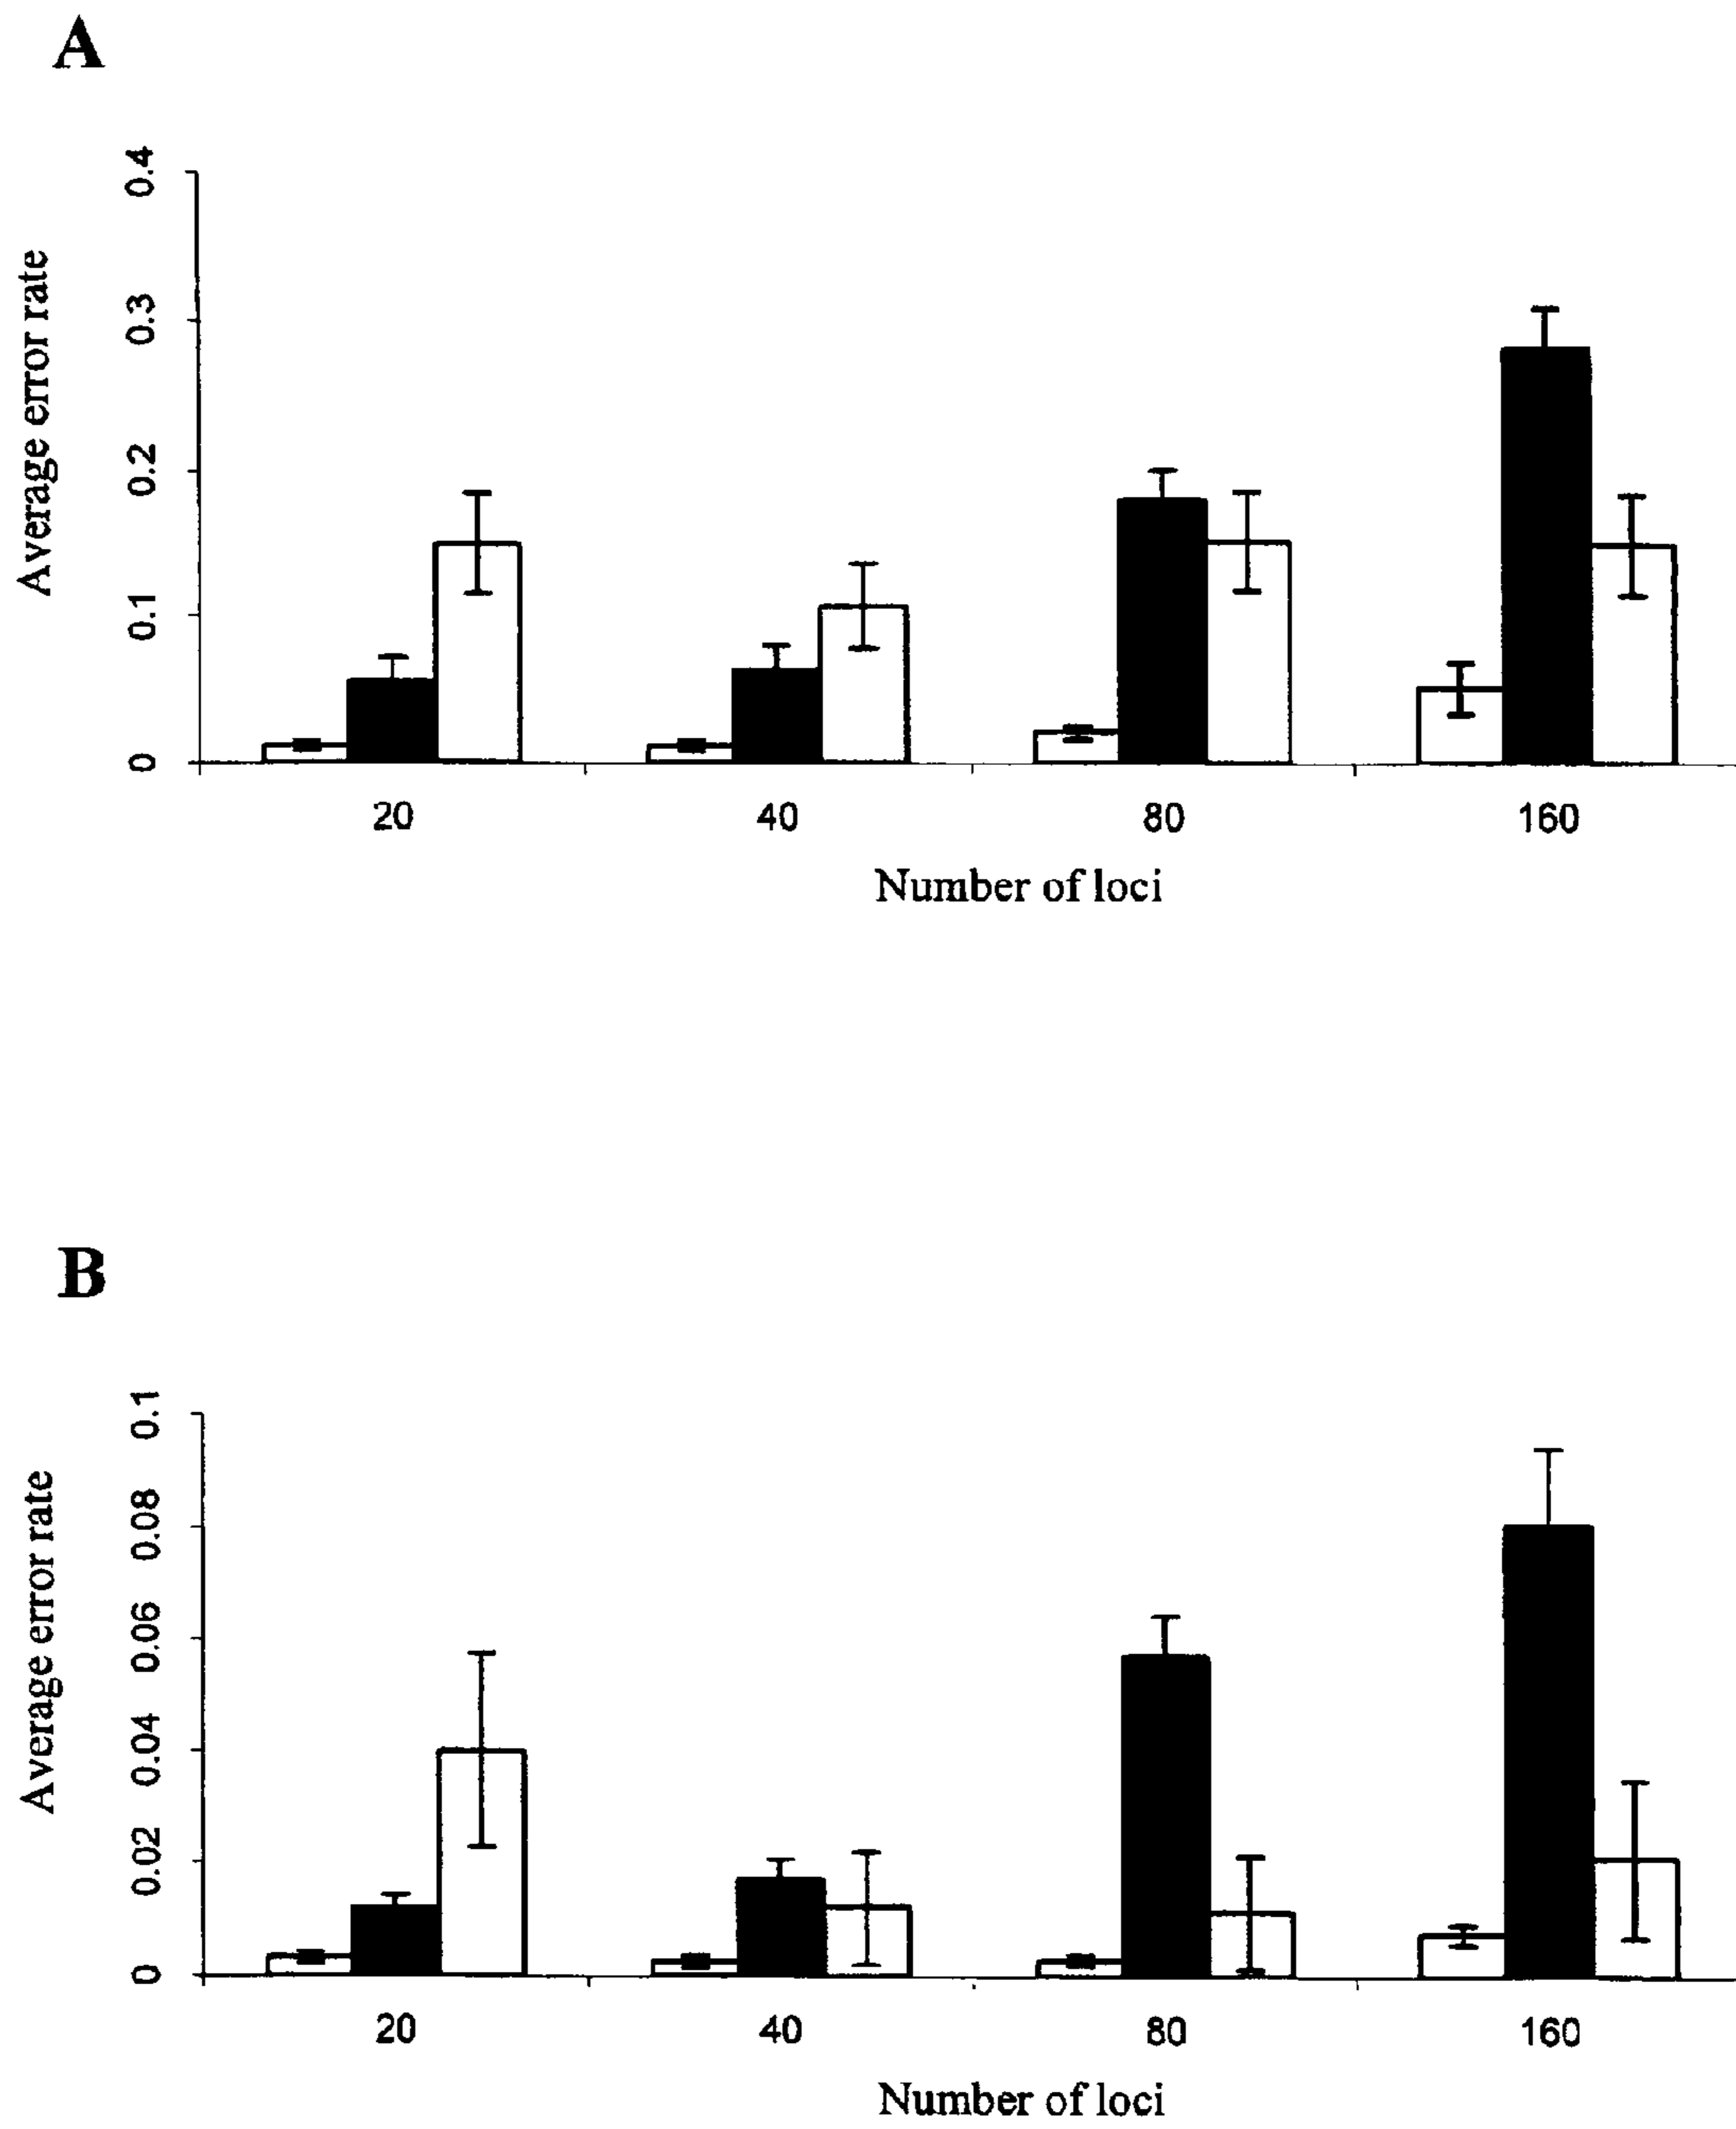 A
0.4
0.3
0.2
0.1
0
Average error rate
20 40 80 160
Number of loci
B
0.1
0.08
0.06
0.04
0.02
0
Average error rate
20 40 80 160
Number of loci